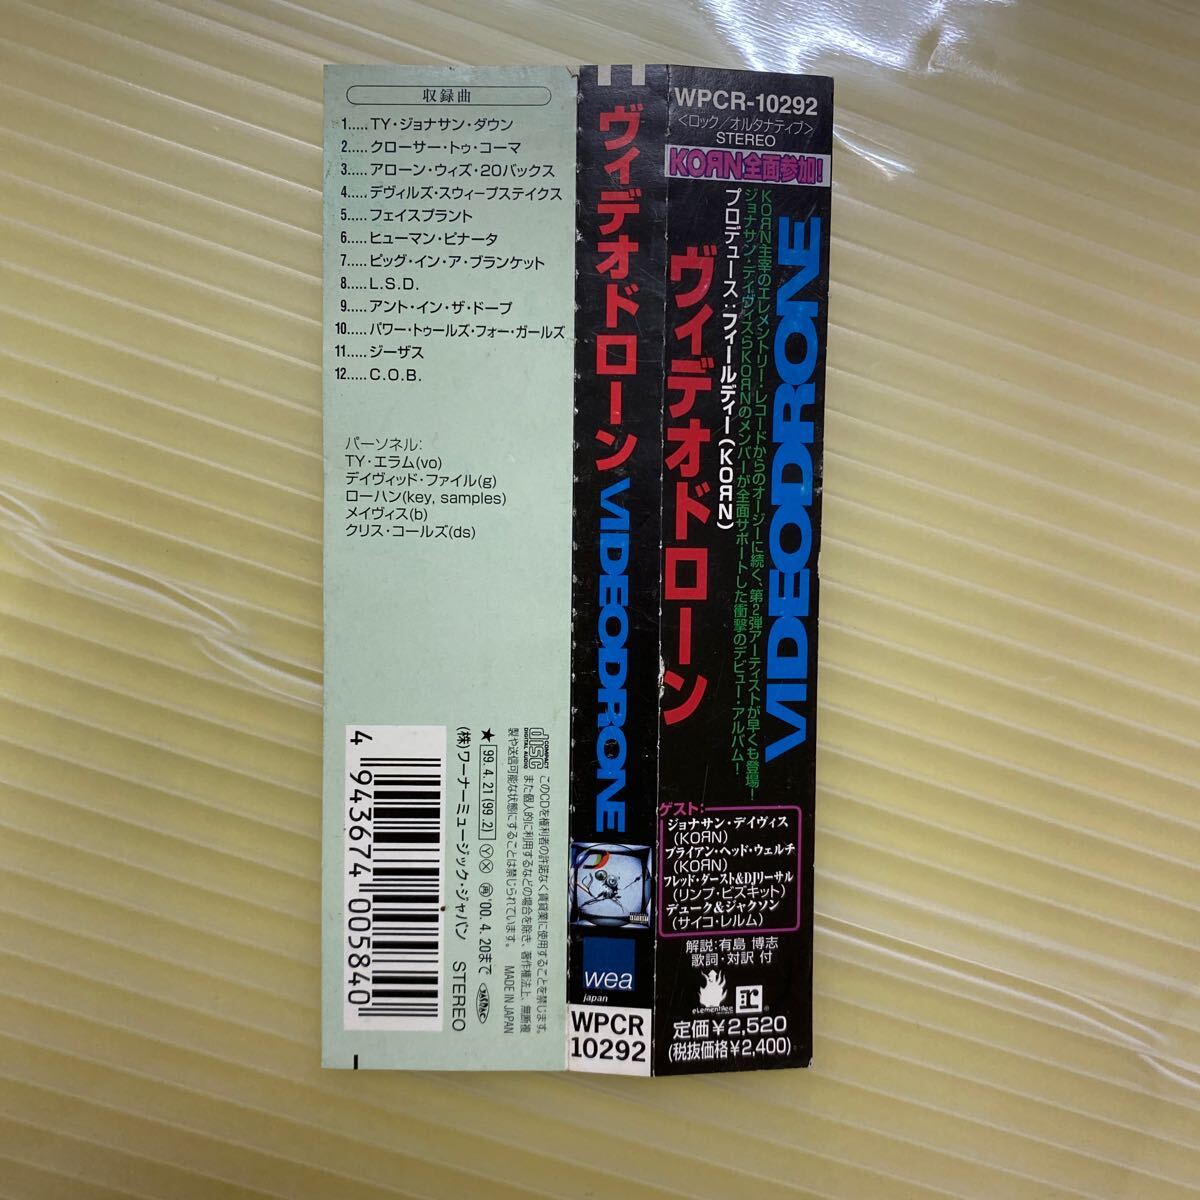 収録曲
1.....TY・ジョナサン・ダウン
2.....クローサー・トゥ・コーマ
3.....アローン・ウィズ・20バックス
4.....デヴィルズ・スウィープステイクス
5.....フェイスプラント
6.....ヒューマン・ピナータ
7.....ピッグ・イン・ア・ブランケット
8.....L.S.D.
9.....アント・イン・ザ・ドープ
10.....パワー・トゥールズ・フォー・ガールズ
11.....ジーザス
12.....C.O.B.
パーソネル:
TY・エラム(vo)
デイヴィッド・ファイル(g)
ローハン(key, samples)
メイヴィス(b)
クリス・コールズ(ds)
4 943674 005840
(株)ワーナーミュージック・ジャパン STEREO
★ 99.4.21 (99.2) YX 再 '00.4.20まで
COMPACT
disc
DIGITAL AUDIO
このCDを権利者の許諾なく賃貸業に使用することを禁じます。
また個人的に利用するなどの場合を除き、著作権法上、無断複
製や送信可能な状態にすることは禁じられています。 MADE IN JAPAN
ヴィデオドローン VIDEODRONE
wea
japan
WPCR
10292
WPCR-10292
<ロック/オルタナティブ>
STEREO
KOЯN全面参加!
VIDEODRONE
KOЯN主宰のエレメントリー・レコードからのオージーに続く、第2弾アーティストが早くも登場!
ジョナサン・デイヴィスらKOЯNのメンバーが全面サポートした衝撃のデビュー・アルバム!
プロデュース:フィールディー(KOЯN)
ヴィデオドローン
ゲスト:
ジョナサン・デイヴィス
(KOЯN)
ブライアン・ヘッド・ウェルチ
(KOЯN)
フレッド・ダースト&DJリーサル
(リンプ・ビズキット)
デューク&ジャクソン
(サイコ・レルム)
解説:有島 博志
歌詞・対訳 付
eLementRee
r
®
定価¥2,520
(税抜価格¥2,400)